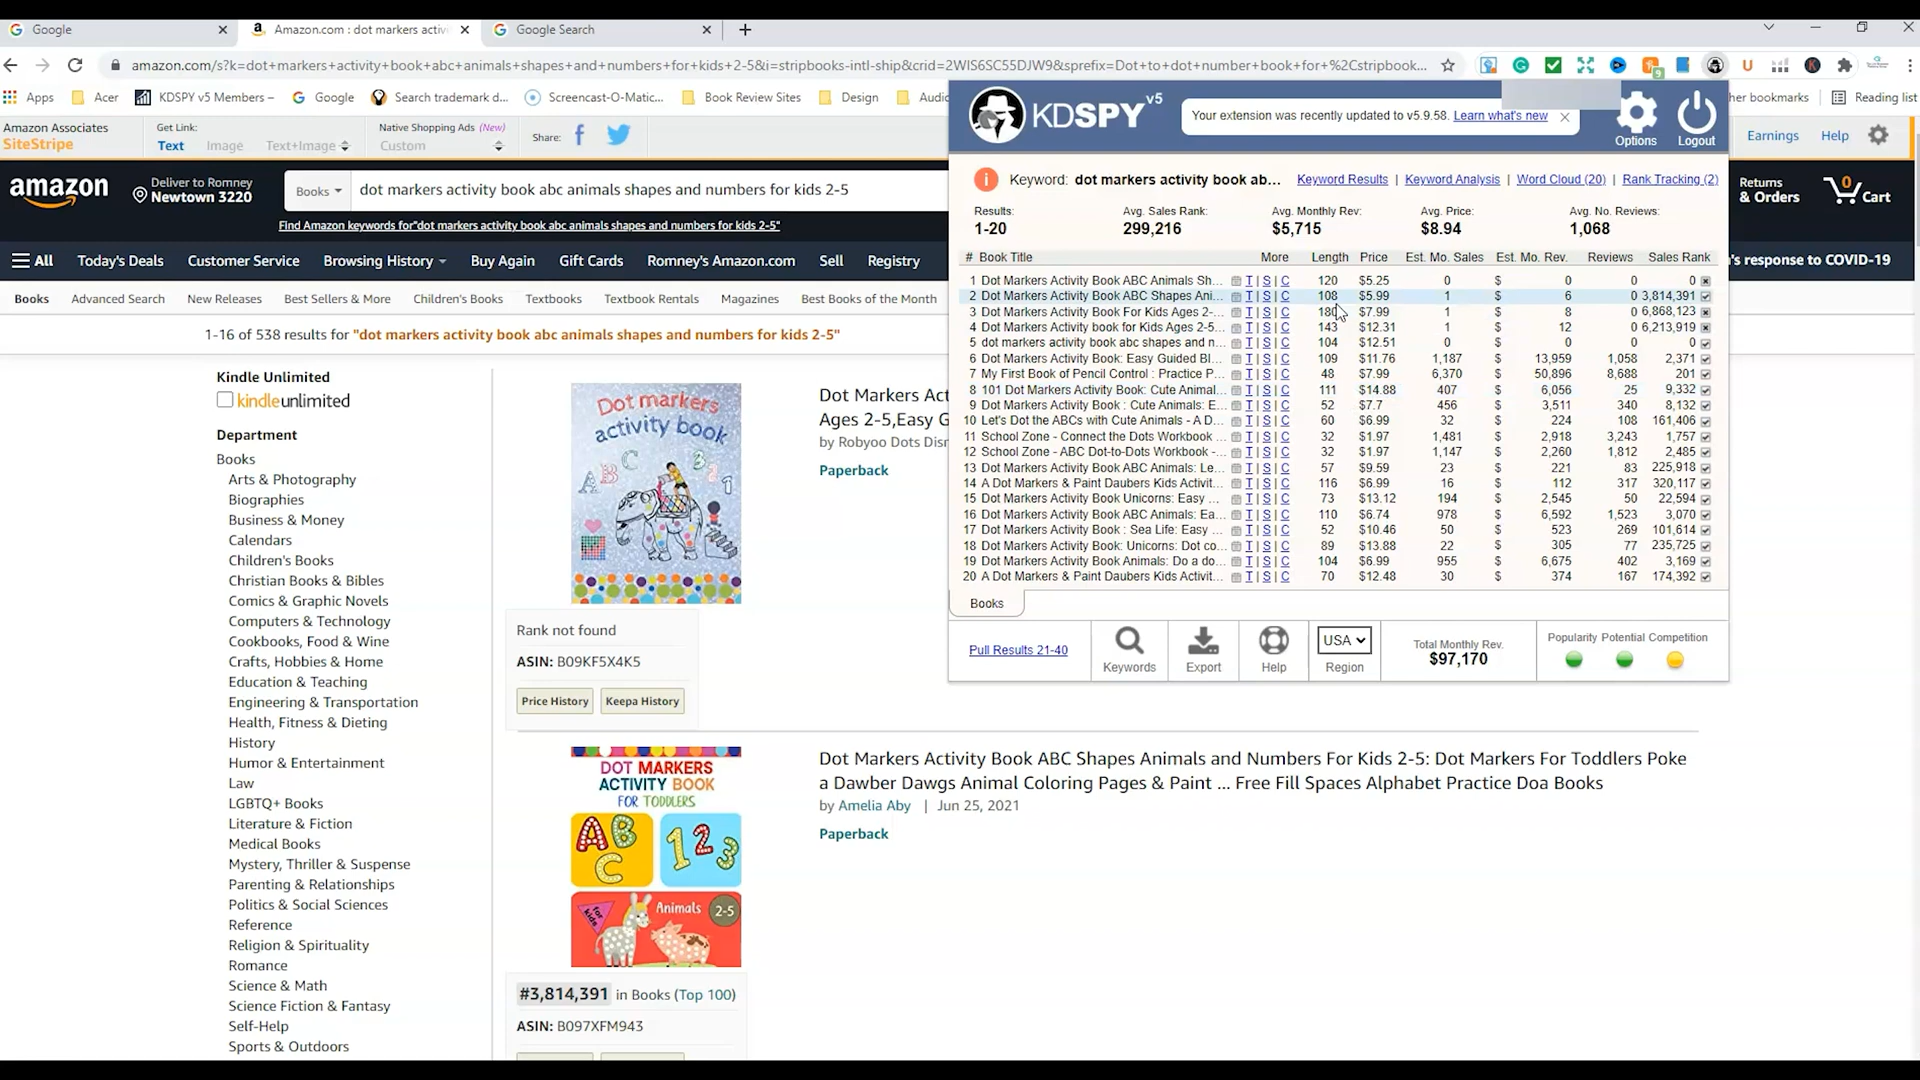 Google
Amazon.com : dot markers activi
Google Search
amazon.com/s?k=dot+markers+activity+book+abc+animals+shapes+and+numbers+for+kids+2-5&i=stripbooks-intl-ship&crid=2WIS6SC55DJW9&sprefix=Dot+to+dot+number+book+for+%2Cstripbook...
Apps
Acer
KDSPY v5 Members –
Google
Search trademark d...
Screencast-O-Matic...
Book Review Sites
Design
Audio
her bookmarks
Reading list
Amazon Associates
SiteStripe
Get Link:
Text Image Text+Image
Native Shopping Ads (New)
Custom
Share:
Earnings Help
amazon
Deliver to Romney
Newtown 3220
Books
dot markers activity book abc animals shapes and numbers for kids 2-5
Find Amazon keywords for"dot markers activity book abc animals shapes and numbers for kids 2-5"
Returns
& Orders
0
Cart
All Today's Deals Customer Service Browsing History Buy Again Gift Cards Romney's Amazon.com Sell Registry
's response to COVID-19
Books Advanced Search New Releases Best Sellers & More Children's Books Textbooks Textbook Rentals Magazines Best Books of the Month
1-16 of 538 results for "dot markers activity book abc animals shapes and numbers for kids 2-5"
KDSPY v5
Your extension was recently updated to v5.9.58. Learn what's new
Options
Logout
Keyword: dot markers activity book ab...
Keyword Results | Keyword Analysis | Word Cloud (20) | Rank Tracking (2)
Results: Avg. Sales Rank: Avg. Monthly Rev: Avg. Price: Avg. No. Reviews:
1-20 299,216 $5,715 $8.94 1,068
# Book Title More Length Price Est. Mo. Sales Est. Mo. Rev. Reviews Sales Rank
1 Dot Markers Activity Book ABC Animals Sh... T | S | C 120 $5.25 0 $ 0 0 0
2 Dot Markers Activity Book ABC Shapes Ani... T | S | C 108 $5.99 1 $ 6 0 3,814,391
3 Dot Markers Activity Book For Kids Ages 2-... T | S | C 180 $7.99 1 $ 8 0 6,868,123
4 Dot Markers Activity book for Kids Ages 2-5... T | S | C 143 $12.31 1 $ 12 0 6,213,919
5 dot markers activity book abc shapes and n... T | S | C 104 $12.51 0 $ 0 0 0
6 Dot Markers Activity Book: Easy Guided BI... T | S | C 109 $11.76 1,187 $ 13,959 1,058 2,371
7 My First Book of Pencil Control : Practice P... T | S | C 48 $7.99 6,370 $ 50,896 8,688 201
8 101 Dot Markers Activity Book: Cute Animal... T | S | C 111 $14.88 407 $ 6,056 25 9,332
9 Dot Markers Activity Book : Cute Animals: E... T | S | C 52 $7.7 456 $ 3,511 340 8,132
10 Let's Dot the ABCs with Cute Animals - A D... T | S | C 60 $6.99 32 $ 224 108 161,406
11 School Zone - Connect the Dots Workbook ... T | S | C 32 $1.97 1,481 $ 2,918 3,243 1,757
12 School Zone - ABC Dot-to-Dots Workbook -... T | S | C 32 $1.97 1,147 $ 2,260 1,812 2,485
13 Dot Markers Activity Book ABC Animals: Le... T | S | C 57 $9.59 23 $ 221 83 225,918
14 A Dot Markers & Paint Daubers Kids Activit... T | S | C 116 $6.99 16 $ 112 317 320,117
15 Dot Markers Activity Book Unicorns: Easy ... T | S | C 73 $13.12 194 $ 2,545 50 22,594
16 Dot Markers Activity Book ABC Animals: Ea... T | S | C 110 $6.74 978 $ 6,592 1,523 3,070
17 Dot Markers Activity Book : Sea Life: Easy ... T | S | C 52 $10.46 50 $ 523 269 101,614
18 Dot Markers Activity Book: Unicorns: Dot co... T | S | C 89 $13.88 22 $ 305 77 235,725
19 Dot Markers Activity Book: Animals: Do a do... T | S | C 104 $6.99 955 $ 6,675 402 3,169
20 A Dot Markers & Paint Daubers Kids Activit... T | S | C 70 $12.48 30 $ 374 167 174,392
Books
Pull Results 21-40
Keywords
Export
Help
USA
Region
Total Monthly Rev.
$97,170
Popularity Potential Competition
Kindle Unlimited
kindleunlimited
Department
Books
Arts & Photography
Biographies
Business & Money
Calendars
Children's Books
Christian Books & Bibles
Comics & Graphic Novels
Computers & Technology
Cookbooks, Food & Wine
Crafts, Hobbies & Home
Education & Teaching
Engineering & Transportation
Health, Fitness & Dieting
History
Humor & Entertainment
Law
LGBTQ+ Books
Literature & Fiction
Medical Books
Mystery, Thriller & Suspense
Parenting & Relationships
Politics & Social Sciences
Reference
Religion & Spirituality
Romance
Science & Math
Science Fiction & Fantasy
Self-Help
Sports & Outdoors
Dot markers
activity book
A B C
1 2 3
Dot Markers Act
Ages 2-5,Easy G
by Robyoo Dots Disn
Paperback
Rank not found
ASIN: B09KF5X4K5
Price History
Keepa History
DOT MARKERS
ACTIVITY BOOK
FOR TODDLERS
A B C
1 2 3
for kids
Animals 2-5
Dot Markers Activity Book ABC Shapes Animals and Numbers For Kids 2-5: Dot Markers For Toddlers Poke
a Dawber Dawgs Animal Coloring Pages & Paint ... Free Fill Spaces Alphabet Practice Doa Books
by Amelia Aby | Jun 25, 2021
Paperback
#3,814,391 in Books (Top 100)
ASIN: B097XFM943